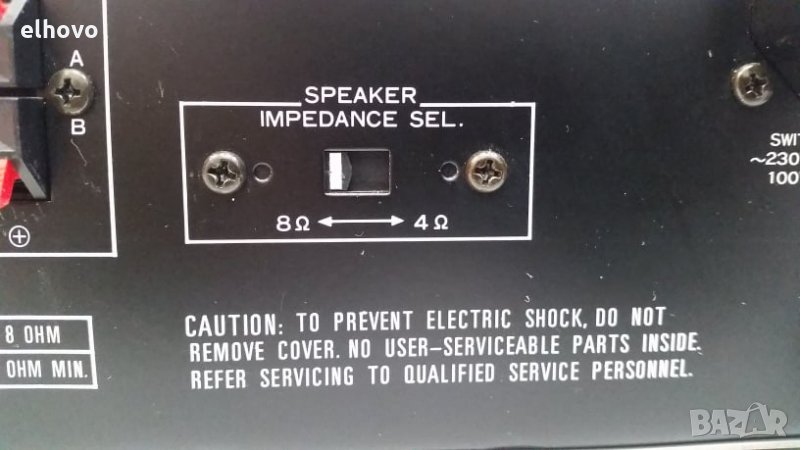 elhovo
A
B
SPEAKER
IMPEDANCE SEL.
8Ω ↔ 4Ω
SWIT
~230
100
8 OHM
OHM MIN.
CAUTION: TO PREVENT ELECTRIC SHOCK, DO NOT
REMOVE COVER. NO USER-SERVICEABLE PARTS INSIDE.
REFER SERVICING TO QUALIFIED SERVICE PERSONNEL.
BAZAR